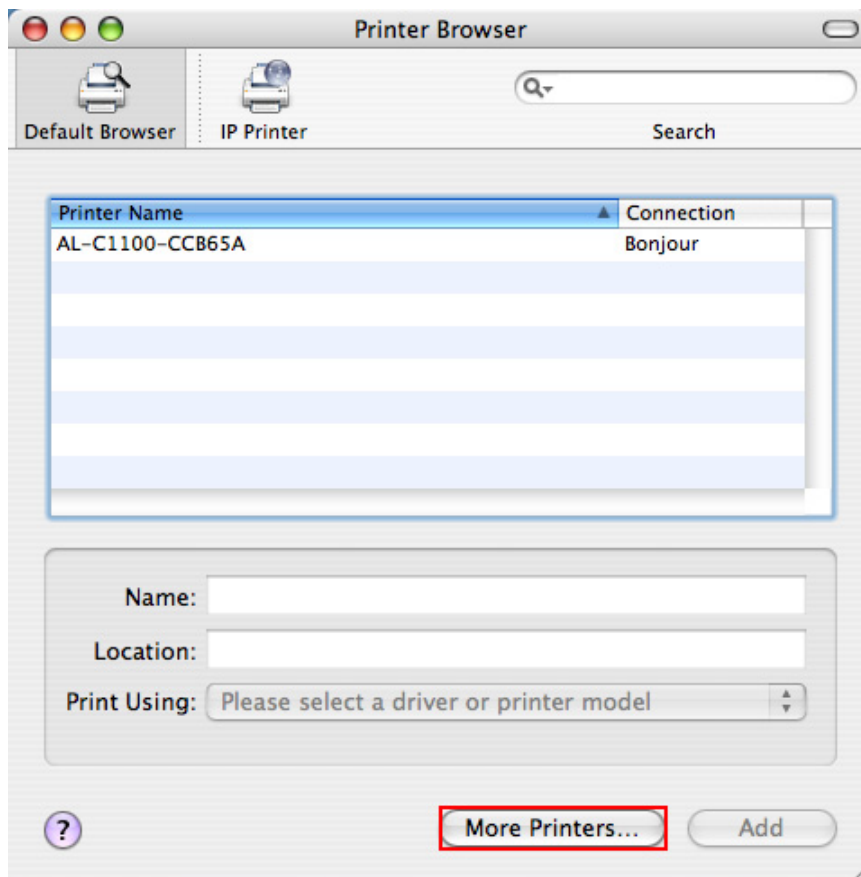 Printer Browser
Default Browser
IP Printer
Search
Printer Name Connection
AL-C1100-CCB65A Bonjour
Name:
Location:
Print Using: Please select a driver or printer model
? More Printers... Add